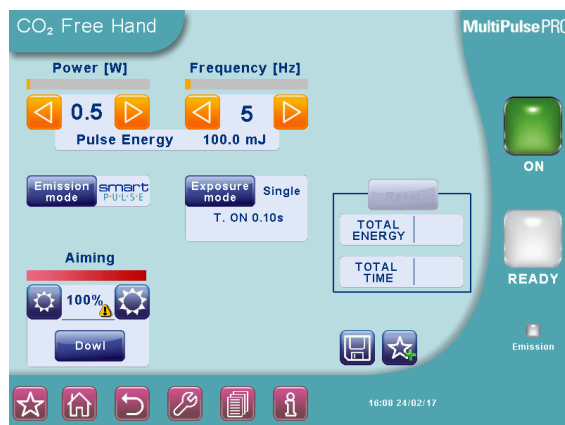 CO₂ Free Hand
MultiPulse PRO
Power [W]
Frequency [Hz]
0.5
5
Pulse Energy 100.0 mJ
ON
Emission mode
smart
P·U·L·S·E
Exposure mode
Single
T. ON 0.10s
Reset
TOTAL ENERGY
TOTAL TIME
READY
Aiming
100%
Dowl
Emission
16:08 24/02/17